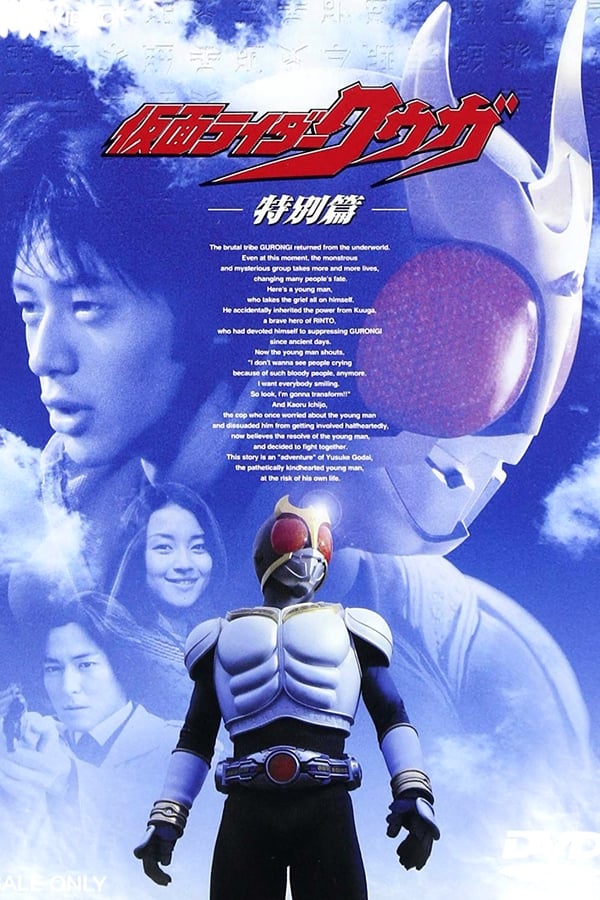 仮面ライダークウガ
特別篇
The brutal tribe GURONGI returned from the underworld.
Even at this moment, the monstrous
and mysterious group takes more and more lives,
changing many people's fate.
Here's a young man,
who takes the grief all on himself.
He accidentally inherited the power from Kuuga,
a brave hero of RINTO,
who had devoted himself to suppressing GURONGI
since ancient days.
Now the young man shouts,
"I don't wanna see people crying
because of such bloody people, anymore.
I want everybody smiling.
So look, I'm gonna transform!!"
And Kaoru Ichijo,
the cop who once worried about the young man
and dissuaded him from getting involved halfheartedly,
now believes the resolve of the young man,
and decided to fight together.
This story is an "adventure" of Yusuke Godai,
the pathetically kindhearted young man,
at the risk of his own life.
DVD
ALE ONLY